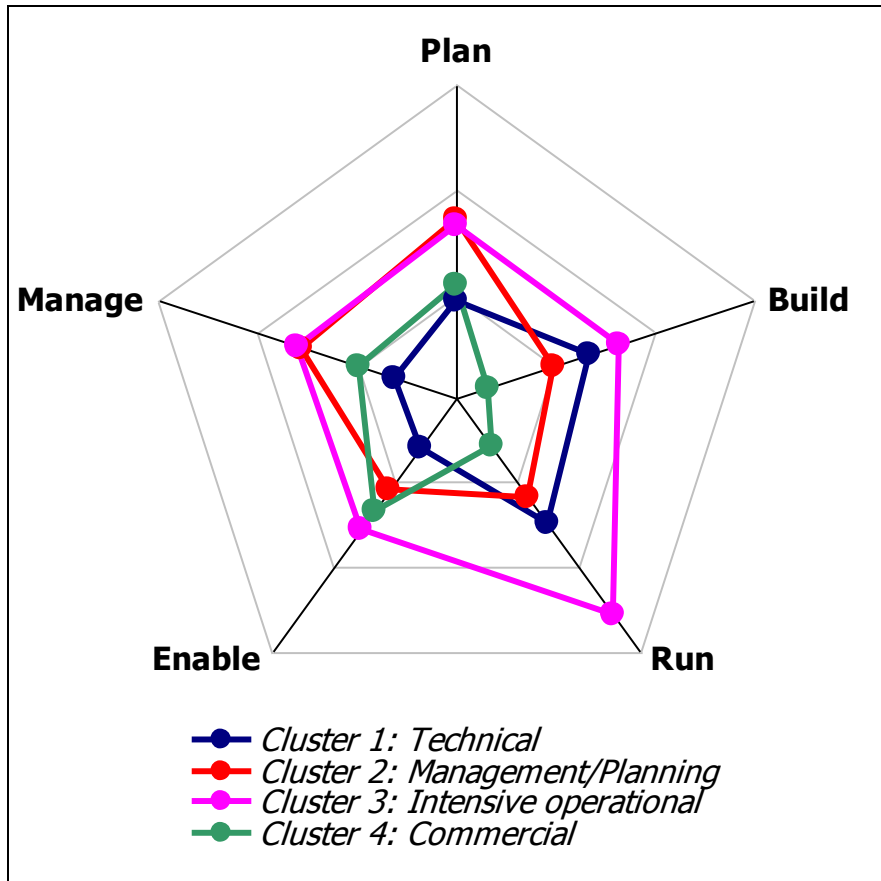 Plan
Manage
Build
Enable
Run
Cluster 1: Technical
Cluster 2: Management/Planning
Cluster 3: Intensive operational
Cluster 4: Commercial